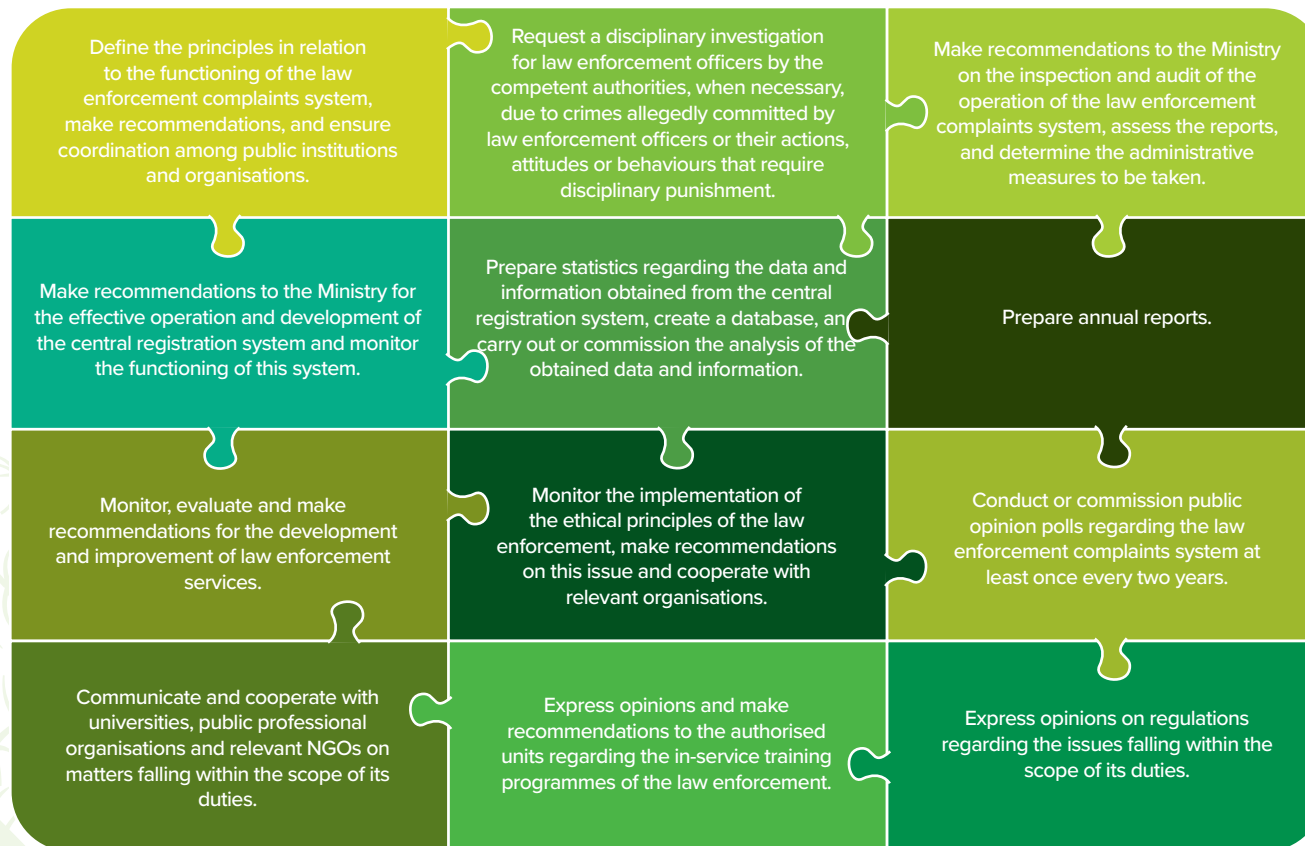 Define the principles in relation
to the functioning of the law
enforcement complaints system,
make recommendations, and ensure
coordination among public institutions
and organisations.
Request a disciplinary investigation
for law enforcement officers by the
competent authorities, when necessary,
due to crimes allegedly committed by
law enforcement officers or their actions,
attitudes or behaviours that require
disciplinary punishment.
Make recommendations to the Ministry
on the inspection and audit of the
operation of the law enforcement
complaints system, assess the reports,
and determine the administrative
measures to be taken.
Make recommendations to the Ministry for
the effective operation and development of
the central registration system and monitor
the functioning of this system.
Prepare statistics regarding the data and
information obtained from the central
registration system, create a database, an
carry out or commission the analysis of the
obtained data and information.
Prepare annual reports.
Monitor, evaluate and make
recommendations for the development
and improvement of law enforcement
services.
Monitor the implementation of
the ethical principles of the law
enforcement, make recommendations
on this issue and cooperate with
relevant organisations.
Conduct or commission public
opinion polls regarding the law
enforcement complaints system at
least once every two years.
Communicate and cooperate with
universities, public professional
organisations and relevant NGOs on
matters falling within the scope of its
duties.
Express opinions and make
recommendations to the authorised
units regarding the in-service training
programmes of the law enforcement.
Express opinions on regulations
regarding the issues falling within the
scope of its duties.